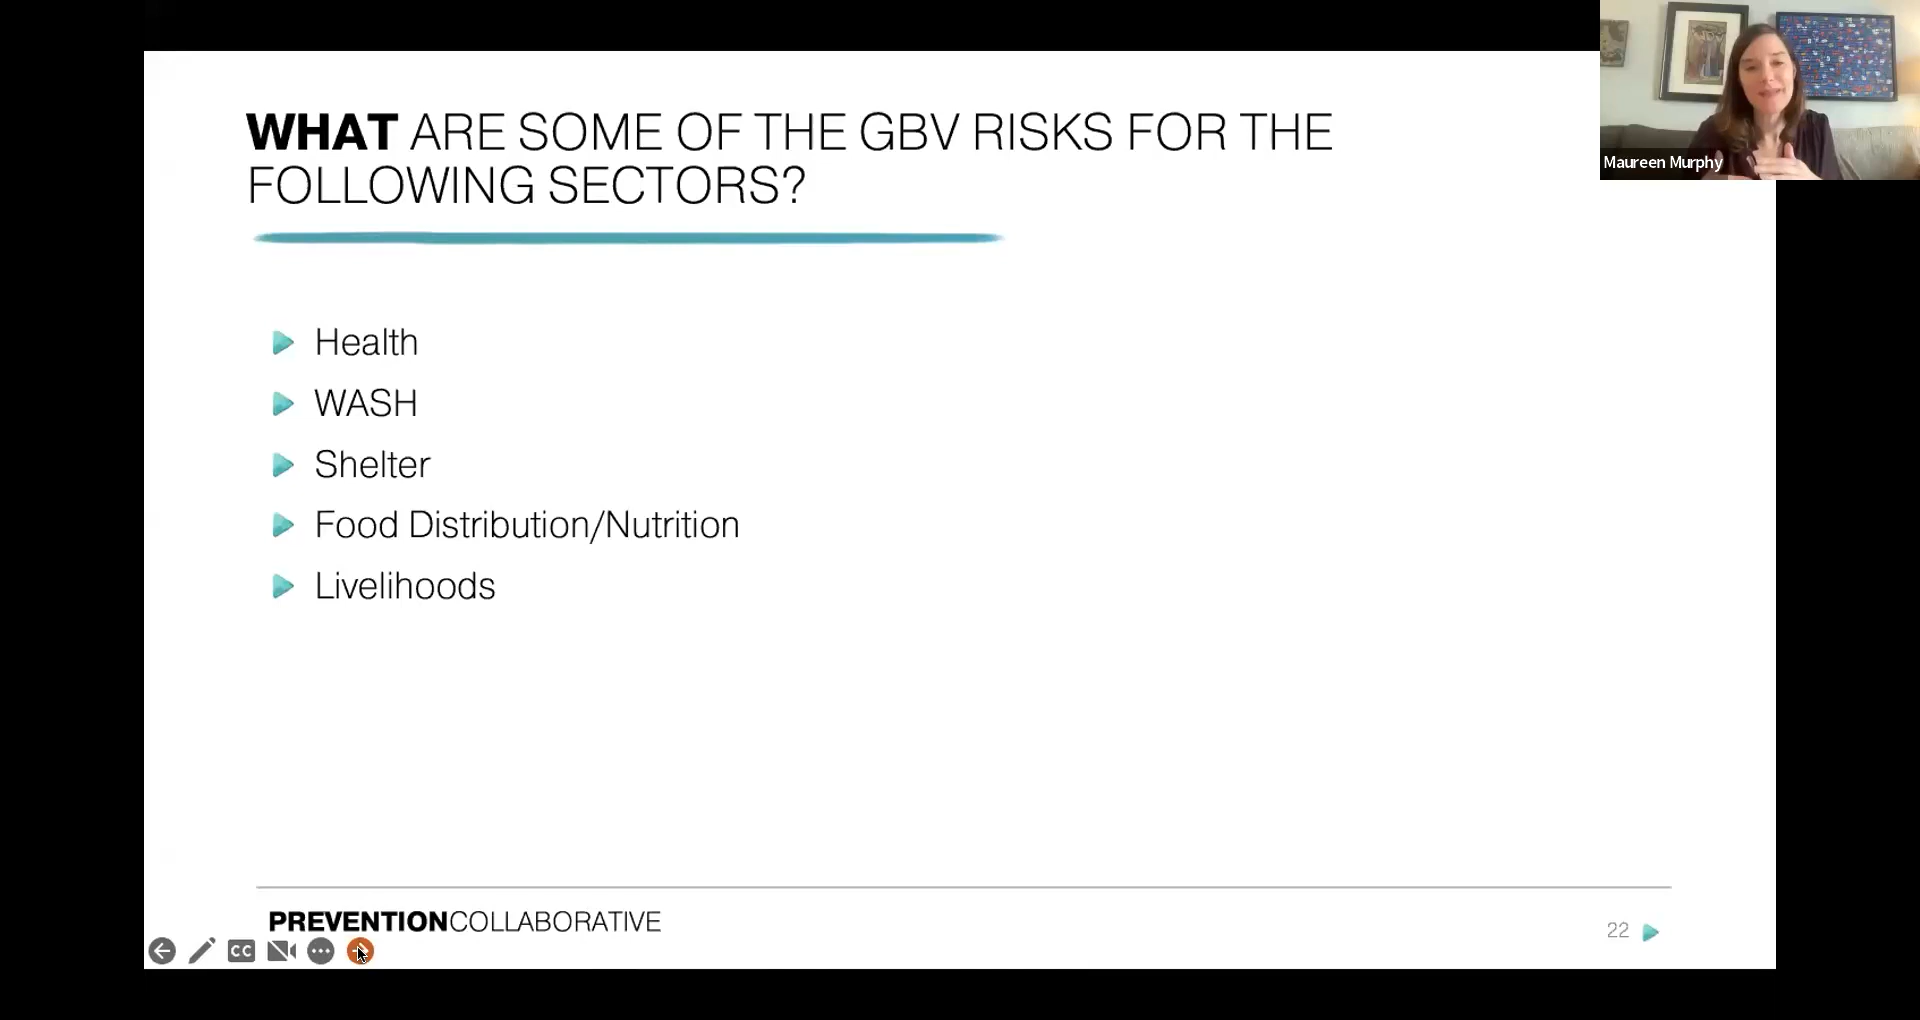 WHAT ARE SOME OF THE GBV RISKS FOR THE
FOLLOWING SECTORS?
Maureen Murphy
Health
WASH
Shelter
Food Distribution/Nutrition
Livelihoods
PREVENTIONCOLLABORATIVE
22
CC